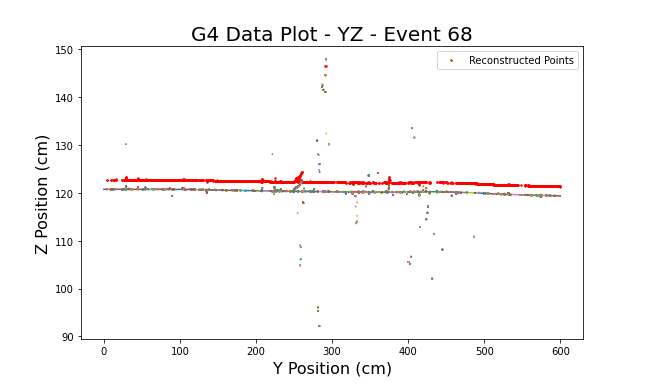 G4 Data Plot - YZ - Event 68
Reconstructed Points
Z Position (cm)
150
140
130
120
110
100
90
0 100 200 300 400 500 600
Y Position (cm)